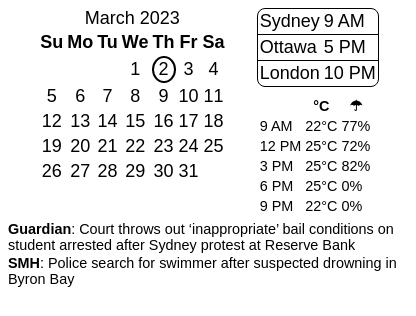 March 2023
Su Mo Tu We Th Fr Sa
1 2 3 4
5 6 7 8 9 10 11
12 13 14 15 16 17 18
19 20 21 22 23 24 25
26 27 28 29 30 31
Sydney 9 AM
Ottawa 5 PM
London 10 PM
°C ☂
9 AM 22°C 77%
12 PM 25°C 72%
3 PM 25°C 82%
6 PM 25°C 0%
9 PM 22°C 0%
Guardian: Court throws out ‘inappropriate’ bail conditions on
student arrested after Sydney protest at Reserve Bank
SMH: Police search for swimmer after suspected drowning in
Byron Bay